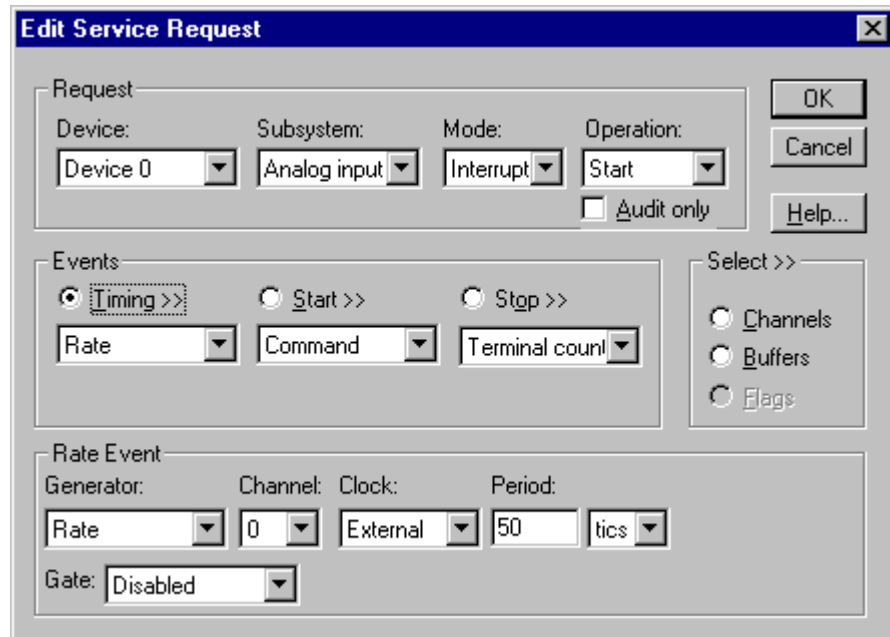 Edit Service Request
Request
Device: Subsystem: Mode: Operation:
Device 0 Analog input Interrupt Start
Audit only
OK
Cancel
Help...
Events
Timing >> Start >> Stop >>
Rate Command Terminal count
Select >>
Channels
Buffers
Flags
Rate Event
Generator: Channel: Clock: Period:
Rate 0 External 50 tics
Gate: Disabled